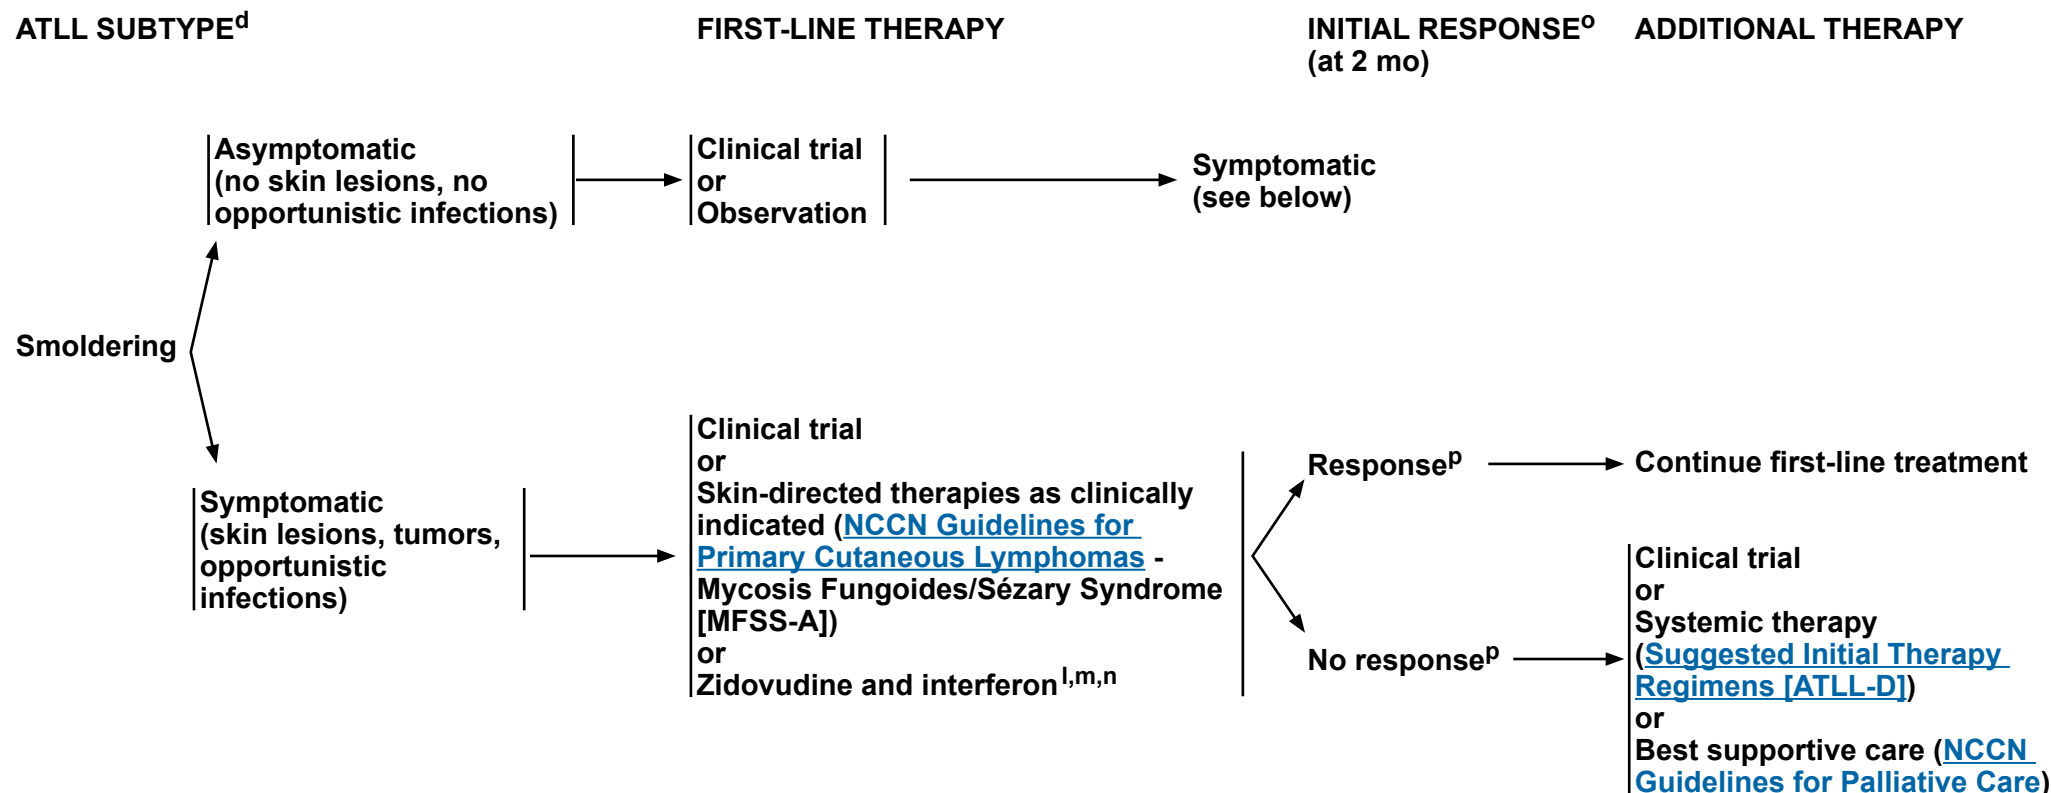 ATLL SUBTYPEd
FIRST-LINE THERAPY
INITIAL RESPONSEo
(at 2 mo)
ADDITIONAL THERAPY
Smoldering
Asymptomatic
(no skin lesions, no
opportunistic infections)
Clinical trial
or
Observation
Symptomatic
(see below)
Symptomatic
(skin lesions, tumors,
opportunistic
infections)
Clinical trial
or
Skin-directed therapies as clinically
indicated (NCCN Guidelines for
Primary Cutaneous Lymphomas -
Mycosis Fungoides/Sézary Syndrome
[MFSS-A])
or
Zidovudine and interferonl,m,n
Responsep
Continue first-line treatment
No responsep
Clinical trial
or
Systemic therapy
(Suggested Initial Therapy
Regimens [ATLL-D])
or
Best supportive care (NCCN
Guidelines for Palliative Care)